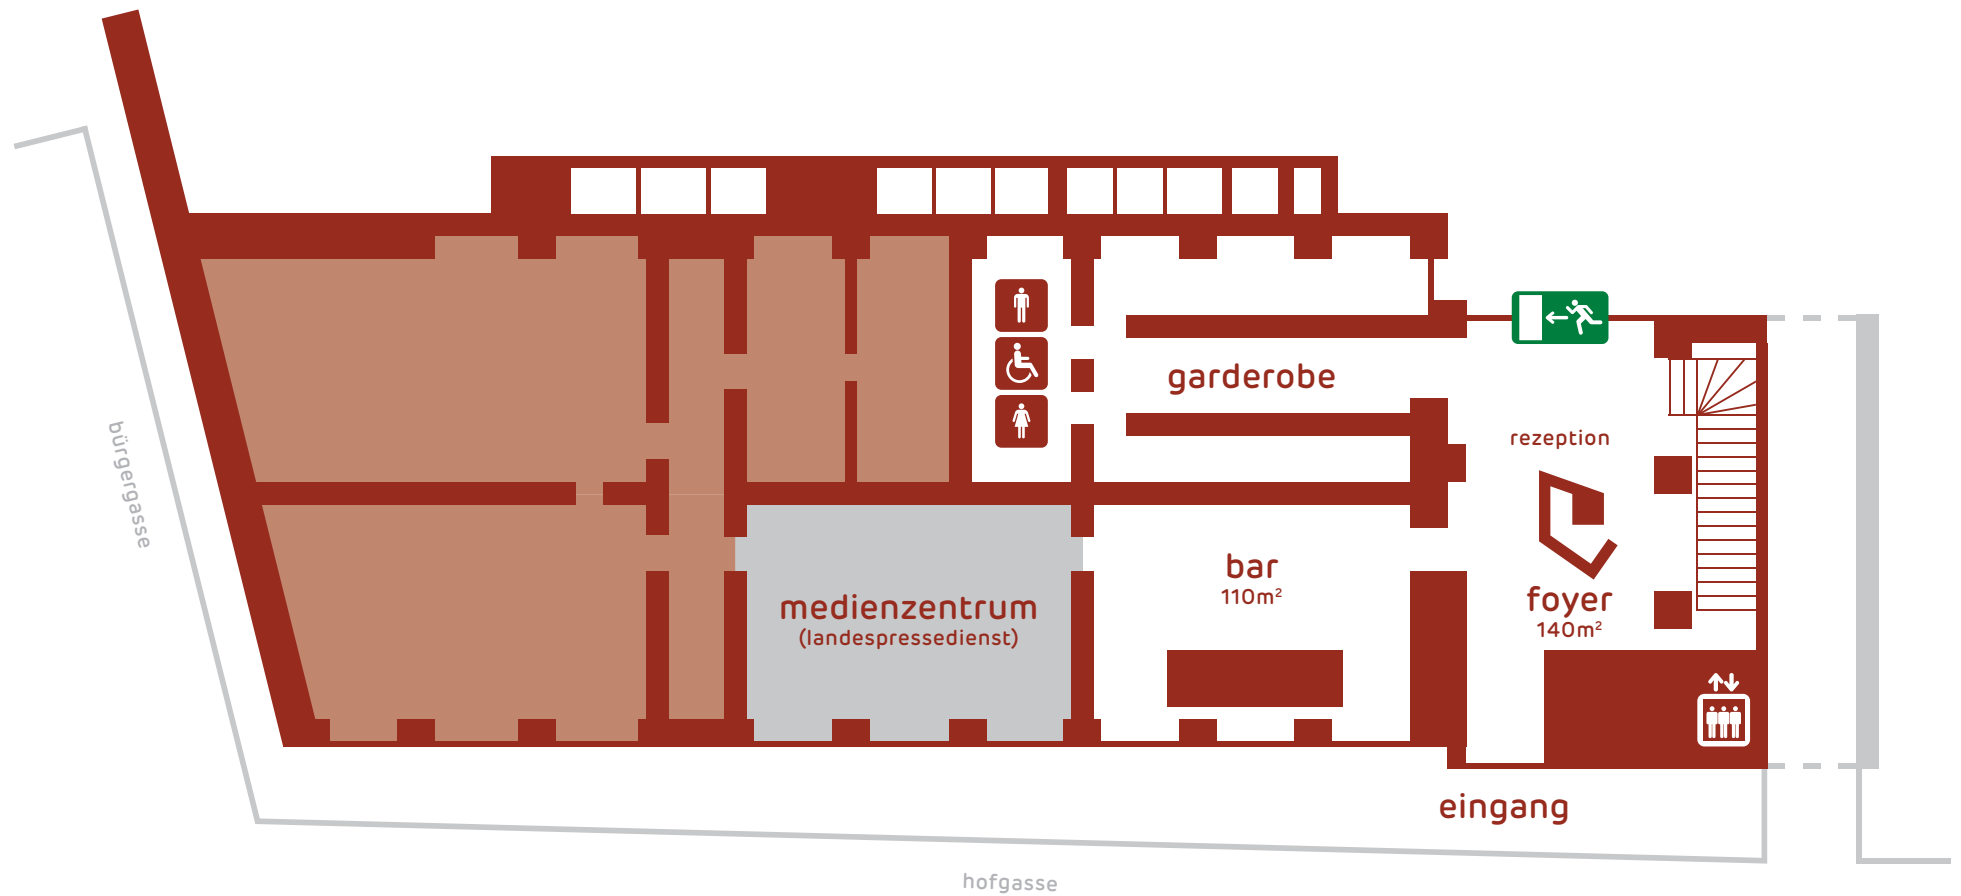 garderobe
bürgergasse
rezeption
bar
110m²
medienzentrum
(landespressedienst)
foyer
140m²
eingang
hofgasse